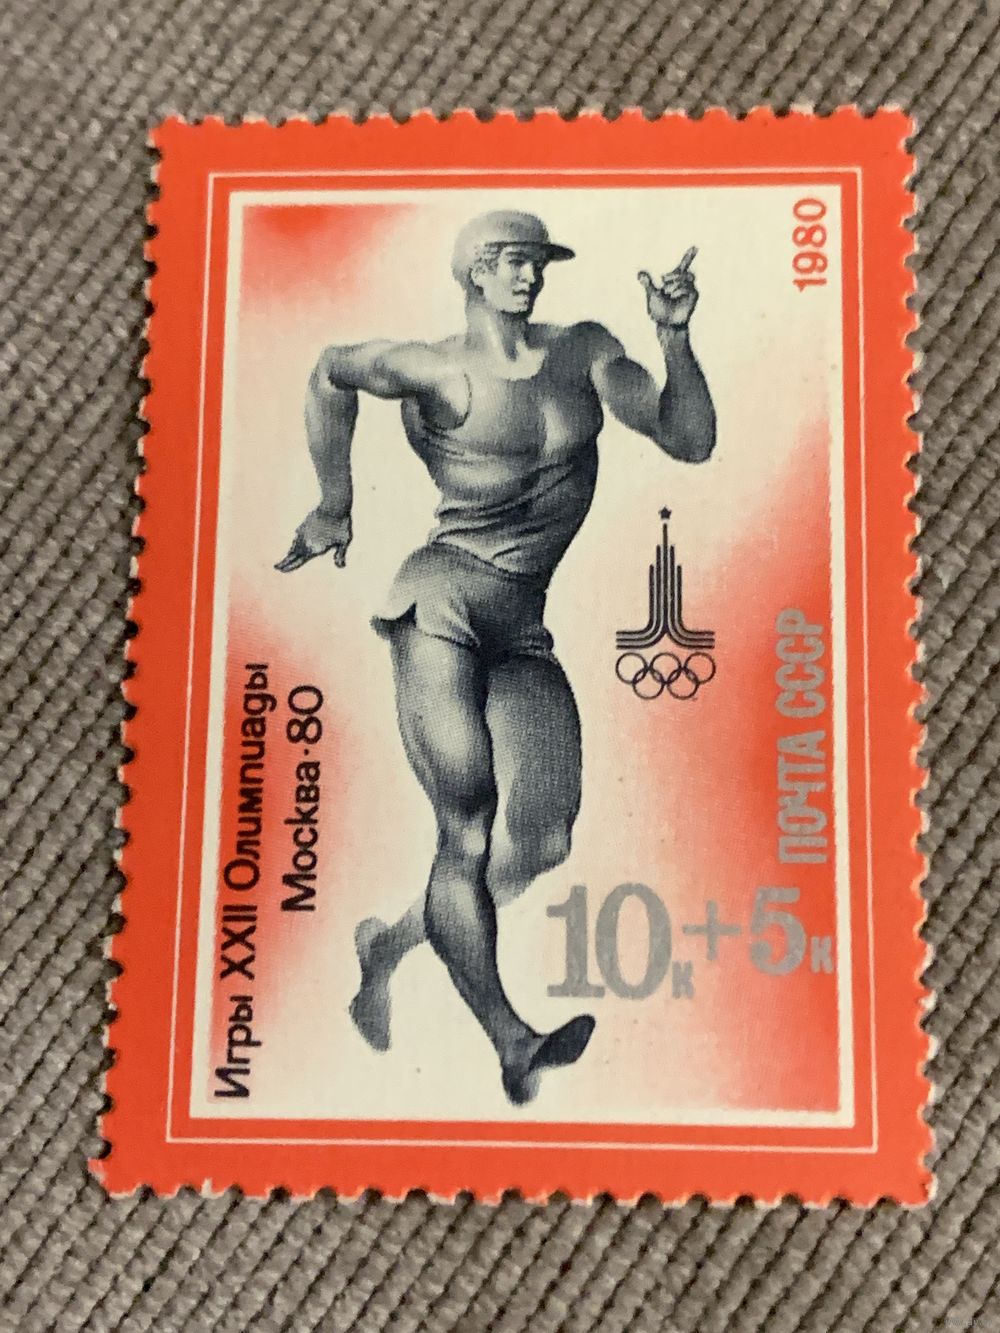 Игры XXII Олимпиады
Москва·80
1980
10к+5к
ПОЧТА СССР